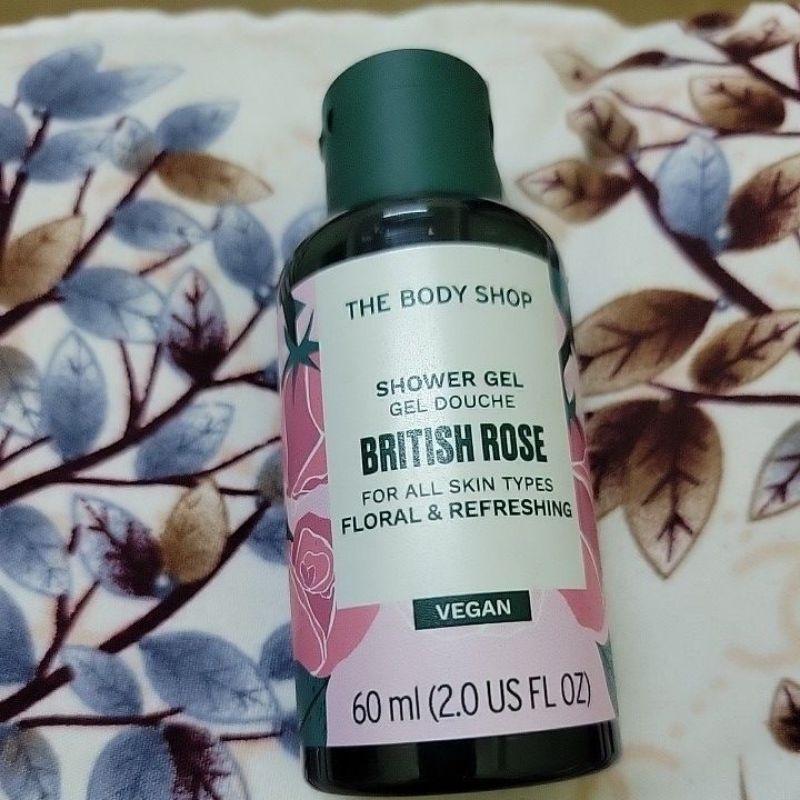 THE BODY SHOP
SHOWER GEL
GEL DOUCHE
BRITISH ROSE
FOR ALL SKIN TYPES
FLORAL & REFRESHING
VEGAN
60 ml (2.0 US FL OZ)